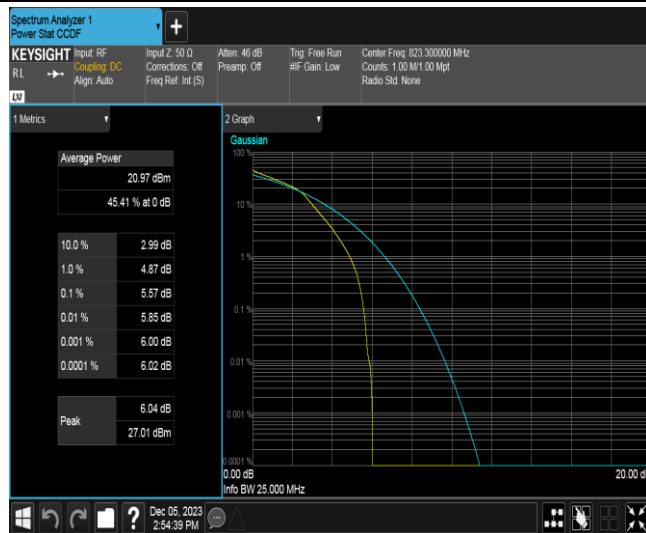 Spectrum Analyzer 1
Power Stat CCDF
+
KEYSIGHT
RL
LXI
Input: RF
Coupling: DC
Align: Auto
Input Z: 50 Ω
Corrections: Off
Freq Ref: Int (S)
Atten: 46 dB
Preamp: Off
Trig: Free Run
#IF Gain: Low
Center Freq: 823.300000 MHz
Counts: 1.00 M/1.00 Mpt
Radio Std: None
1 Metrics
Average Power
20.97 dBm
45.41 % at 0 dB
10.0 % 2.99 dB
1.0 % 4.87 dB
0.1 % 5.57 dB
0.01 % 5.85 dB
0.001 % 6.00 dB
0.0001 % 6.02 dB
Peak
6.04 dB
27.01 dBm
2 Graph
Gaussian
100 %
10 %
1 %
0.1 %
0.01 %
0.001 %
0.0001 %
0.00 dB 20.00 d
Info BW 25.000 MHz
?
Dec 05, 2023
2:54:39 PM